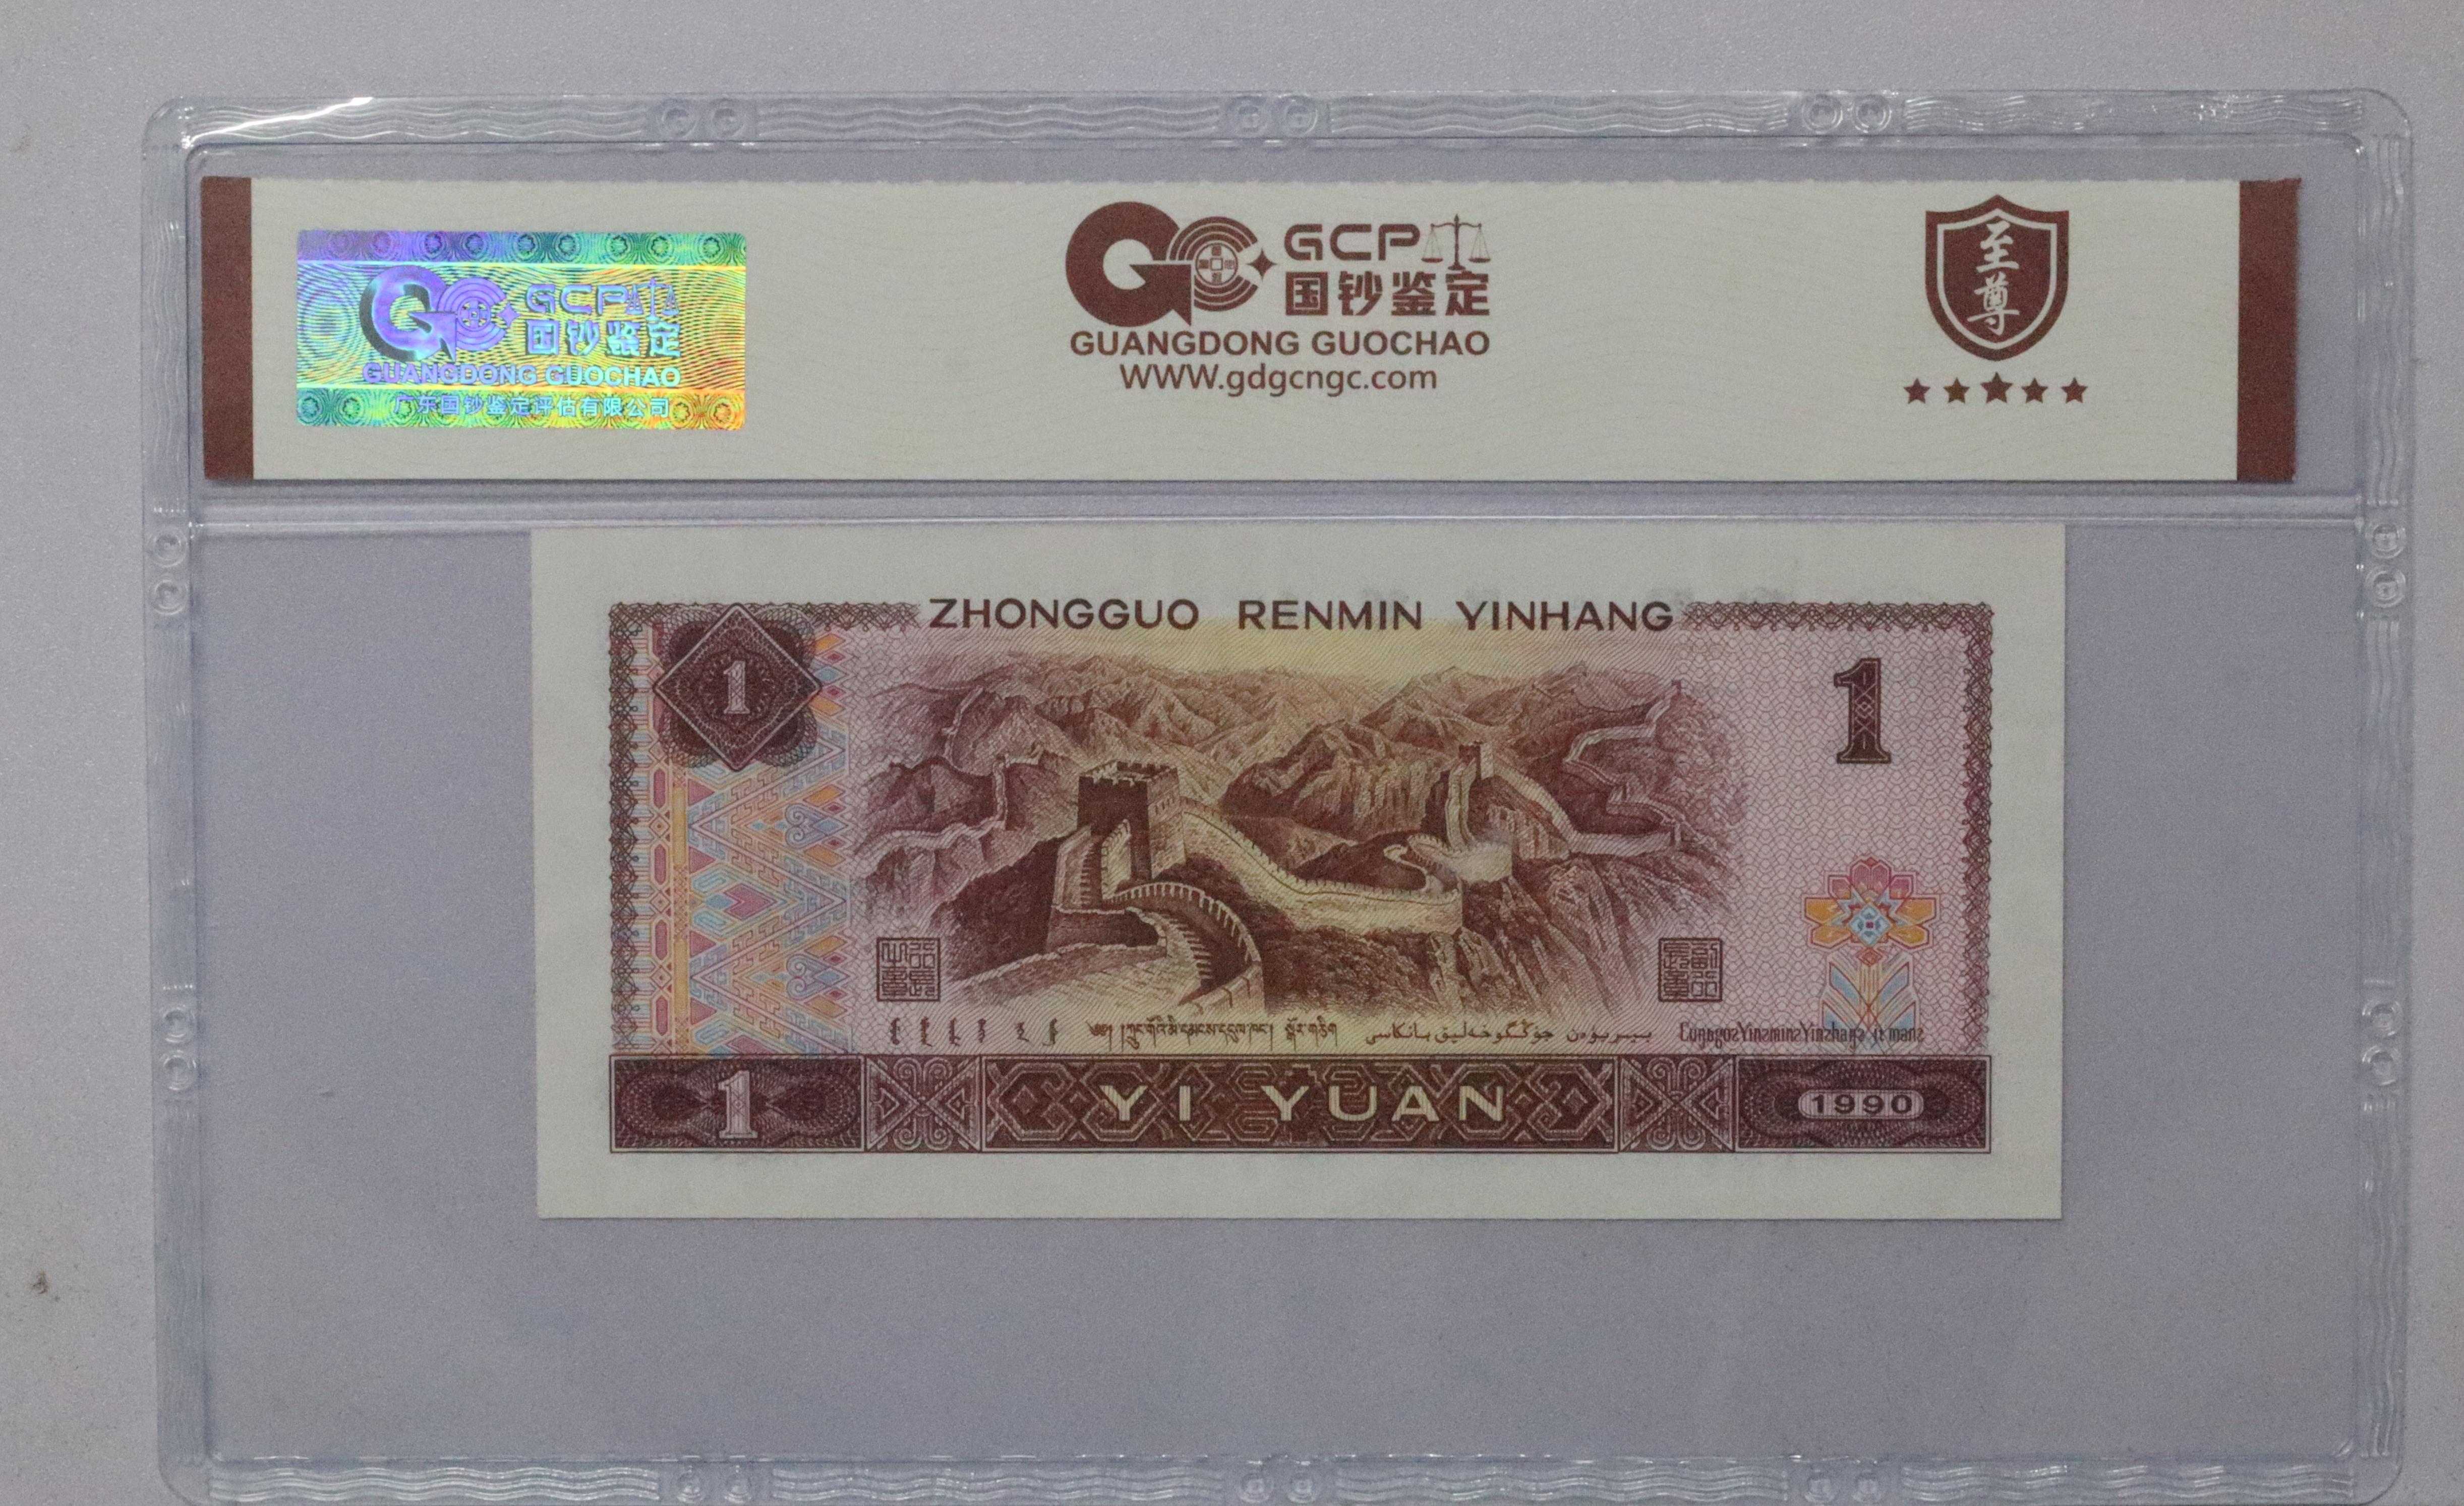 GCP
国钞鉴定
GUANGDONG GUOCHAO
广东国钞鉴定评估有限公司
GCP
国钞鉴定
GUANGDONG GUOCHAO
WWW.gdgcngc.com
至尊
ZHONGGUO RENMIN YINHANG
1
1
1
YI YUAN
1990